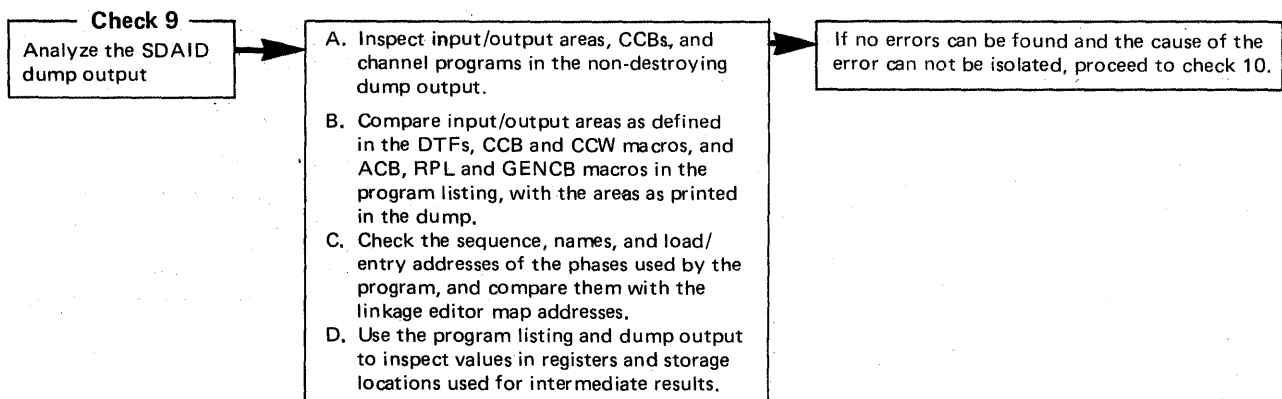 Check 9
Analyze the SDAID
dump output
A. Inspect input/output areas, CCBs, and
channel programs in the non-destroying
dump output.
B. Compare input/output areas as defined
in the DTFs, CCB and CCW macros, and
ACB, RPL and GENCB macros in the
program listing, with the areas as printed
in the dump.
C. Check the sequence, names, and load/
entry addresses of the phases used by the
program, and compare them with the
linkage editor map addresses.
D. Use the program listing and dump output
to inspect values in registers and storage
locations used for intermediate results.
If no errors can be found and the cause of the
error can not be isolated, proceed to check 10.